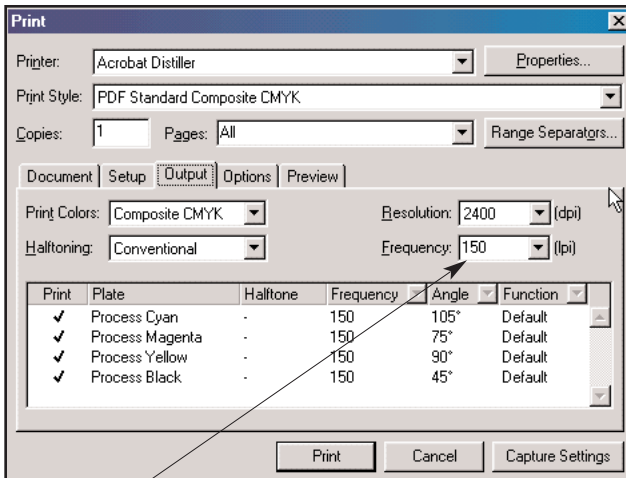 Print
Printer: Acrobat Distiller Properties...
Print Style: PDF Standard Composite CMYK
Copies: 1 Pages: All Range Separators...
Document Setup Output Options Preview
Print Colors: Composite CMYK Resolution: 2400 (dpi)
Halftoning: Conventional Frequency: 150 (lpi)
Print Plate Halftone Frequency Angle Function
✔ Process Cyan - 150 105° Default
✔ Process Magenta - 150 75° Default
✔ Process Yellow - 150 90° Default
✔ Process Black - 150 45° Default
Print Cancel Capture Settings